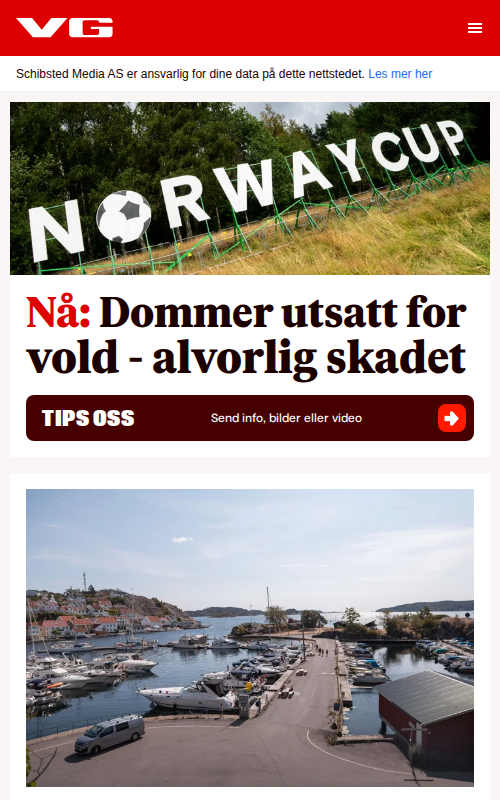 VG
Schibsted Media AS er ansvarlig for dine data på dette nettstedet. Les mer her
NORWAY CUP
Nå: Dommer utsatt for
vold - alvorlig skadet
TIPS OSS
Send info, bilder eller video